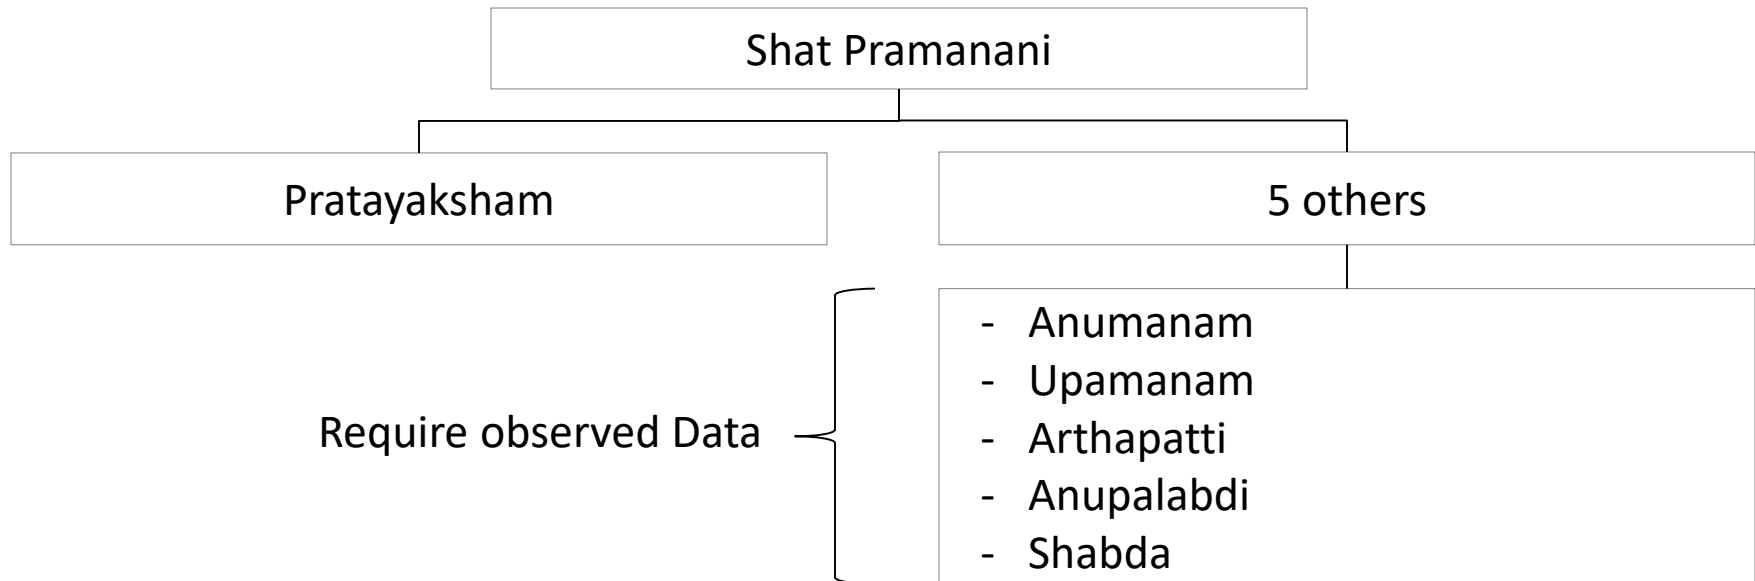 Shat Pramanani
Pratayaksham
5 others
Require observed Data
- Anumanam
- Upamanam
- Arthapatti
- Anupalabdi
- Shabda